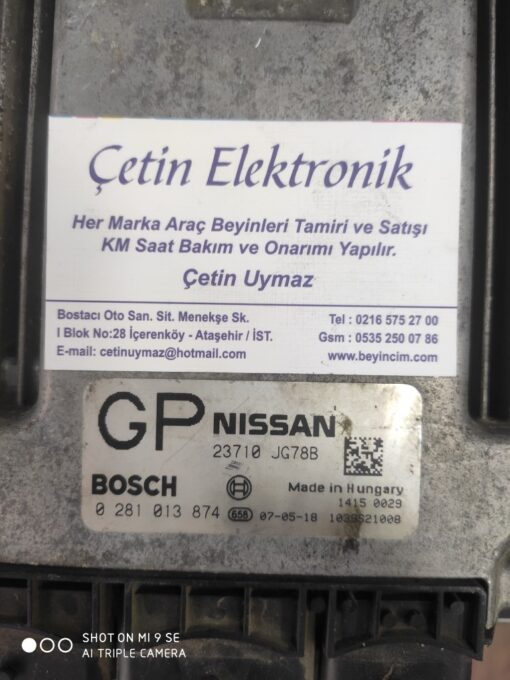 Çetin Elektronik
Her Marka Araç Beyinleri Tamiri ve Satışı
KM Saat Bakım ve Onarımı Yapılır.
Çetin Uymaz
Bostacı Oto San. Sit. Menekşe Sk.
I Blok No:28 İçerenköy - Ataşehir / İST.
E-mail: cetinuymaz@hotmail.com
Tel : 0216 575 27 00
Gsm : 0535 250 07 86
www.beyincim.com
GP NISSAN
23710 JG78B
BOSCH
Made in Hungary
1415 0029
0 281 013 874 658 07-05-18 1039S21008
SHOT ON MI 9 SE
AI TRIPLE CAMERA